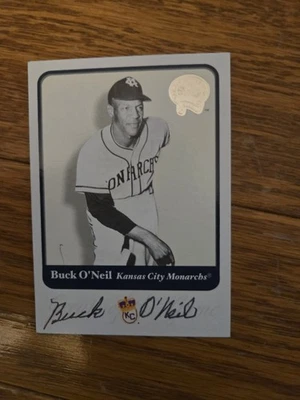 MONARCHS
Buck O'Neil Kansas City Monarchs®
Buck O'Neil
KC